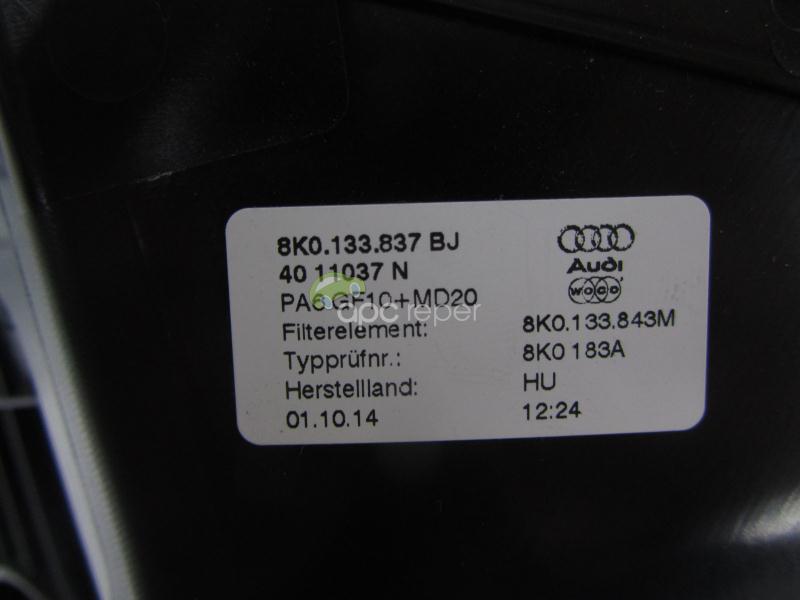 8K0.133.837 BJ
40 11037 N
PA6 GF10+MD20
Filterelement: 8K0.133.843M
Typprüfnr.: 8K0 183A
Herstellland: HU
01.10.14 12:24
Audi
WOCO
apc reper